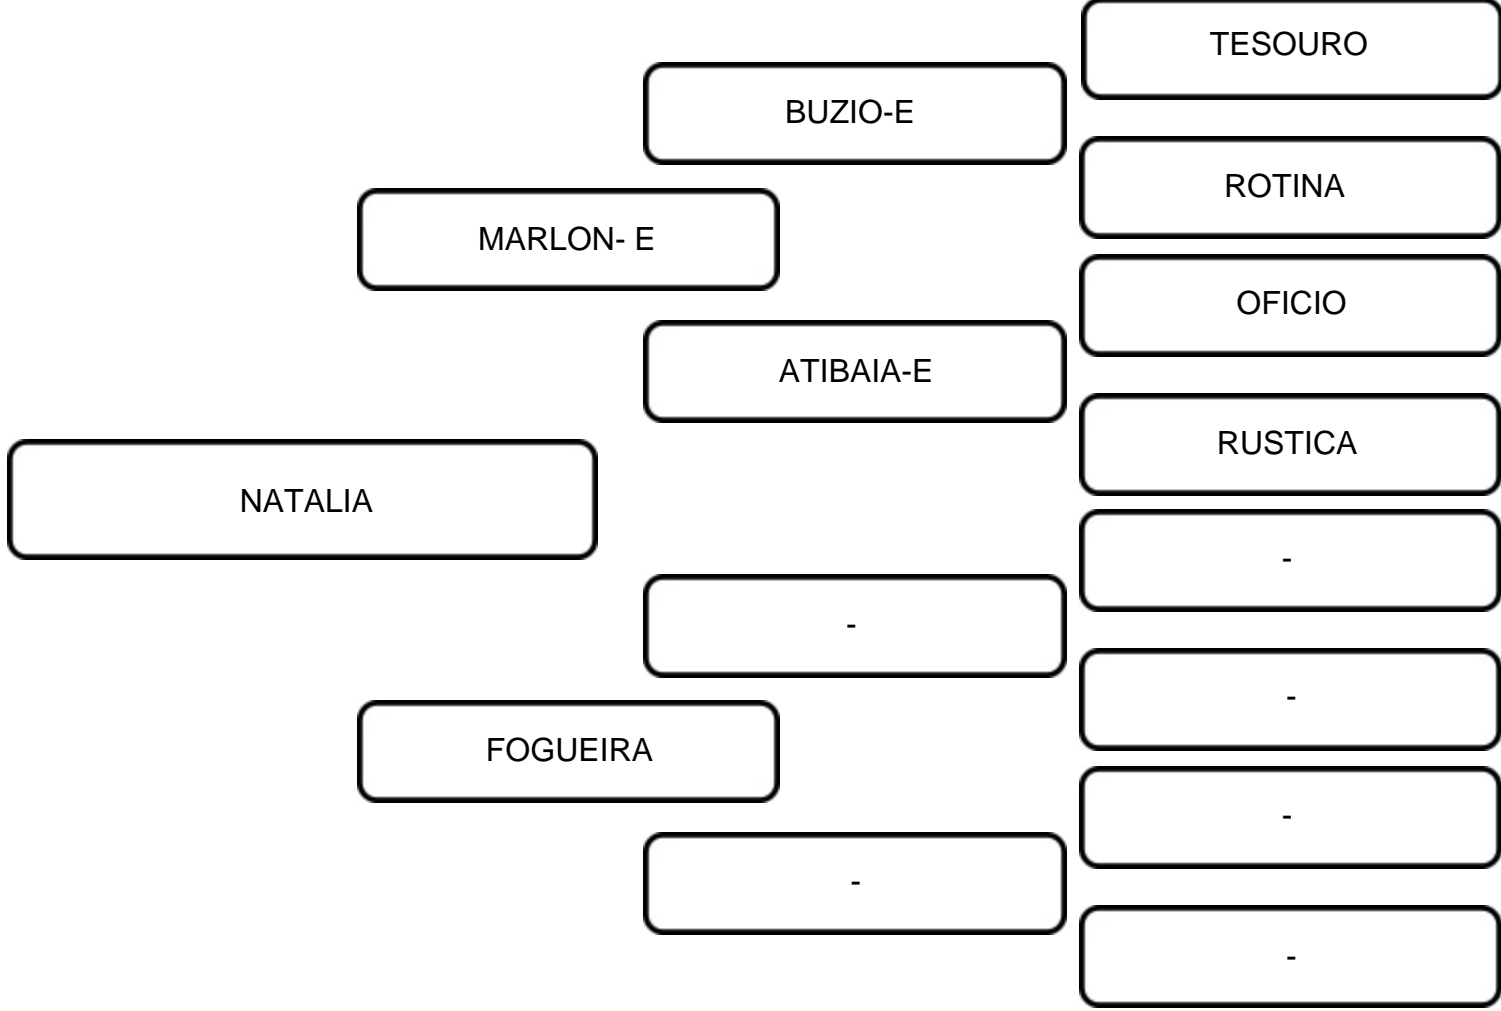 TESOURO
BUZIO-E
ROTINA
MARLON- E
OFICIO
ATIBAIA-E
RUSTICA
NATALIA
-
-
-
FOGUEIRA
-
-
-